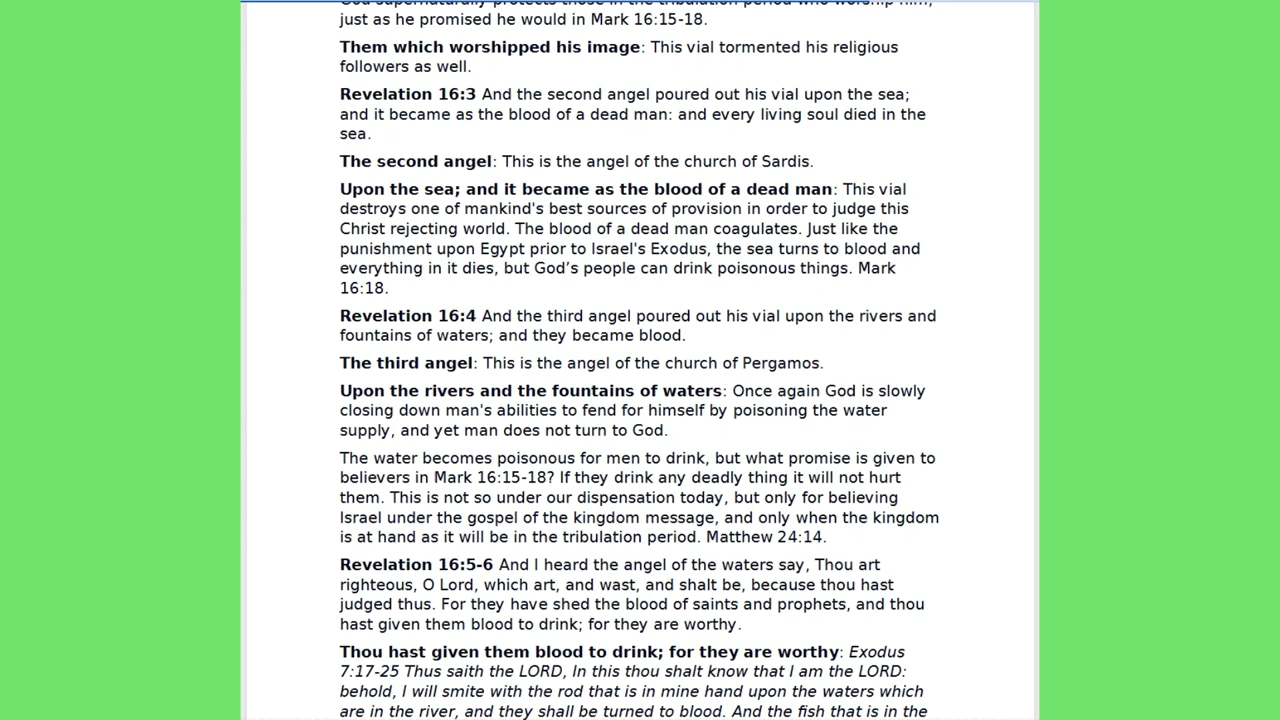 God supernaturally protects those in the tribulation period who worship him,
just as he promised he would in Mark 16:15-18.
Them which worshipped his image: This vial tormented his religious
followers as well.
Revelation 16:3 And the second angel poured out his vial upon the sea;
and it became as the blood of a dead man: and every living soul died in the
sea.
The second angel: This is the angel of the church of Sardis.
Upon the sea; and it became as the blood of a dead man: This vial
destroys one of mankind's best sources of provision in order to judge this
Christ rejecting world. The blood of a dead man coagulates. Just like the
punishment upon Egypt prior to Israel's Exodus, the sea turns to blood and
everything in it dies, but God’s people can drink poisonous things. Mark
16:18.
Revelation 16:4 And the third angel poured out his vial upon the rivers and
fountains of waters; and they became blood.
The third angel: This is the angel of the church of Pergamos.
Upon the rivers and the fountains of waters: Once again God is slowly
closing down man's abilities to fend for himself by poisoning the water
supply, and yet man does not turn to God.
The water becomes poisonous for men to drink, but what promise is given to
believers in Mark 16:15-18? If they drink any deadly thing it will not hurt
them. This is not so under our dispensation today, but only for believing
Israel under the gospel of the kingdom message, and only when the kingdom
is at hand as it will be in the tribulation period. Matthew 24:14.
Revelation 16:5-6 And I heard the angel of the waters say, Thou art
righteous, O Lord, which art, and wast, and shalt be, because thou hast
judged thus. For they have shed the blood of saints and prophets, and thou
hast given them blood to drink; for they are worthy.
Thou hast given them blood to drink; for they are worthy: Exodus
7:17-25 Thus saith the LORD, In this thou shalt know that I am the LORD:
behold, I will smite with the rod that is in mine hand upon the waters which
are in the river, and they shall be turned to blood. And the fish that is in the